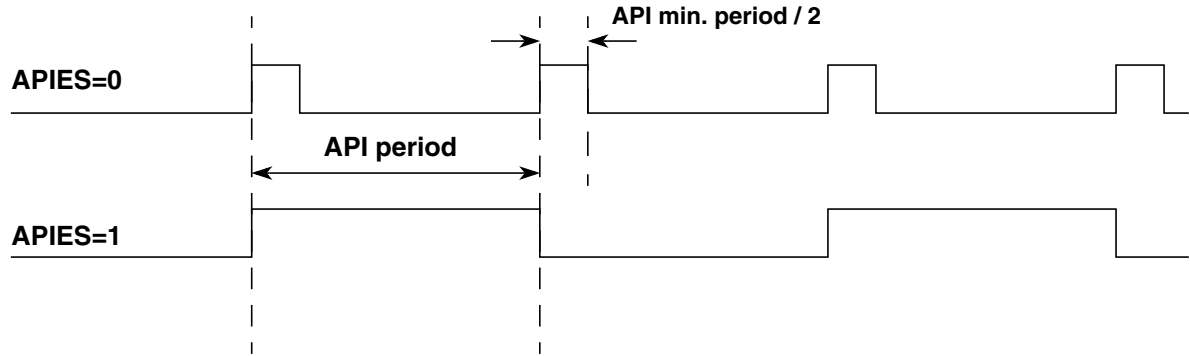 API min. period / 2
APIES=0
API period
APIES=1